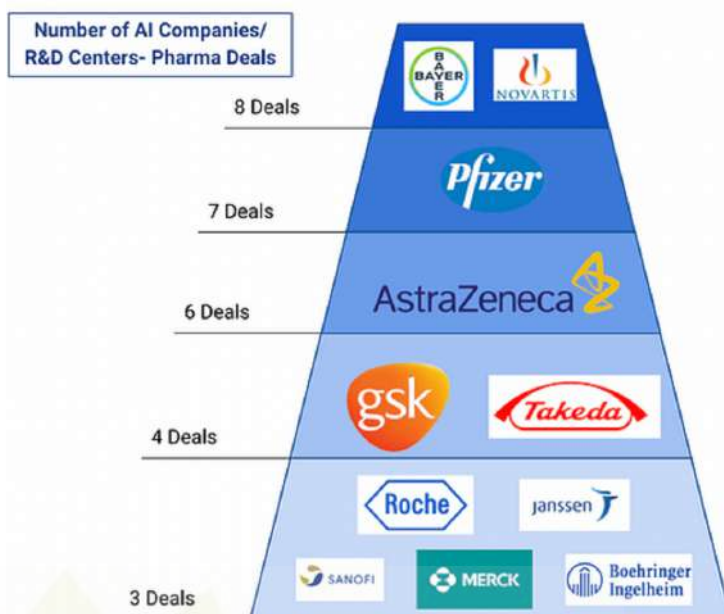 Number of AI Companies/
R&D Centers- Pharma Deals
BAYER
BAYER
NOVARTIS
8 Deals
Pfizer
7 Deals
AstraZeneca
6 Deals
gsk
Takeda
4 Deals
Roche
janssen
SANOFI
MERCK
Boehringer
Ingelheim
3 Deals